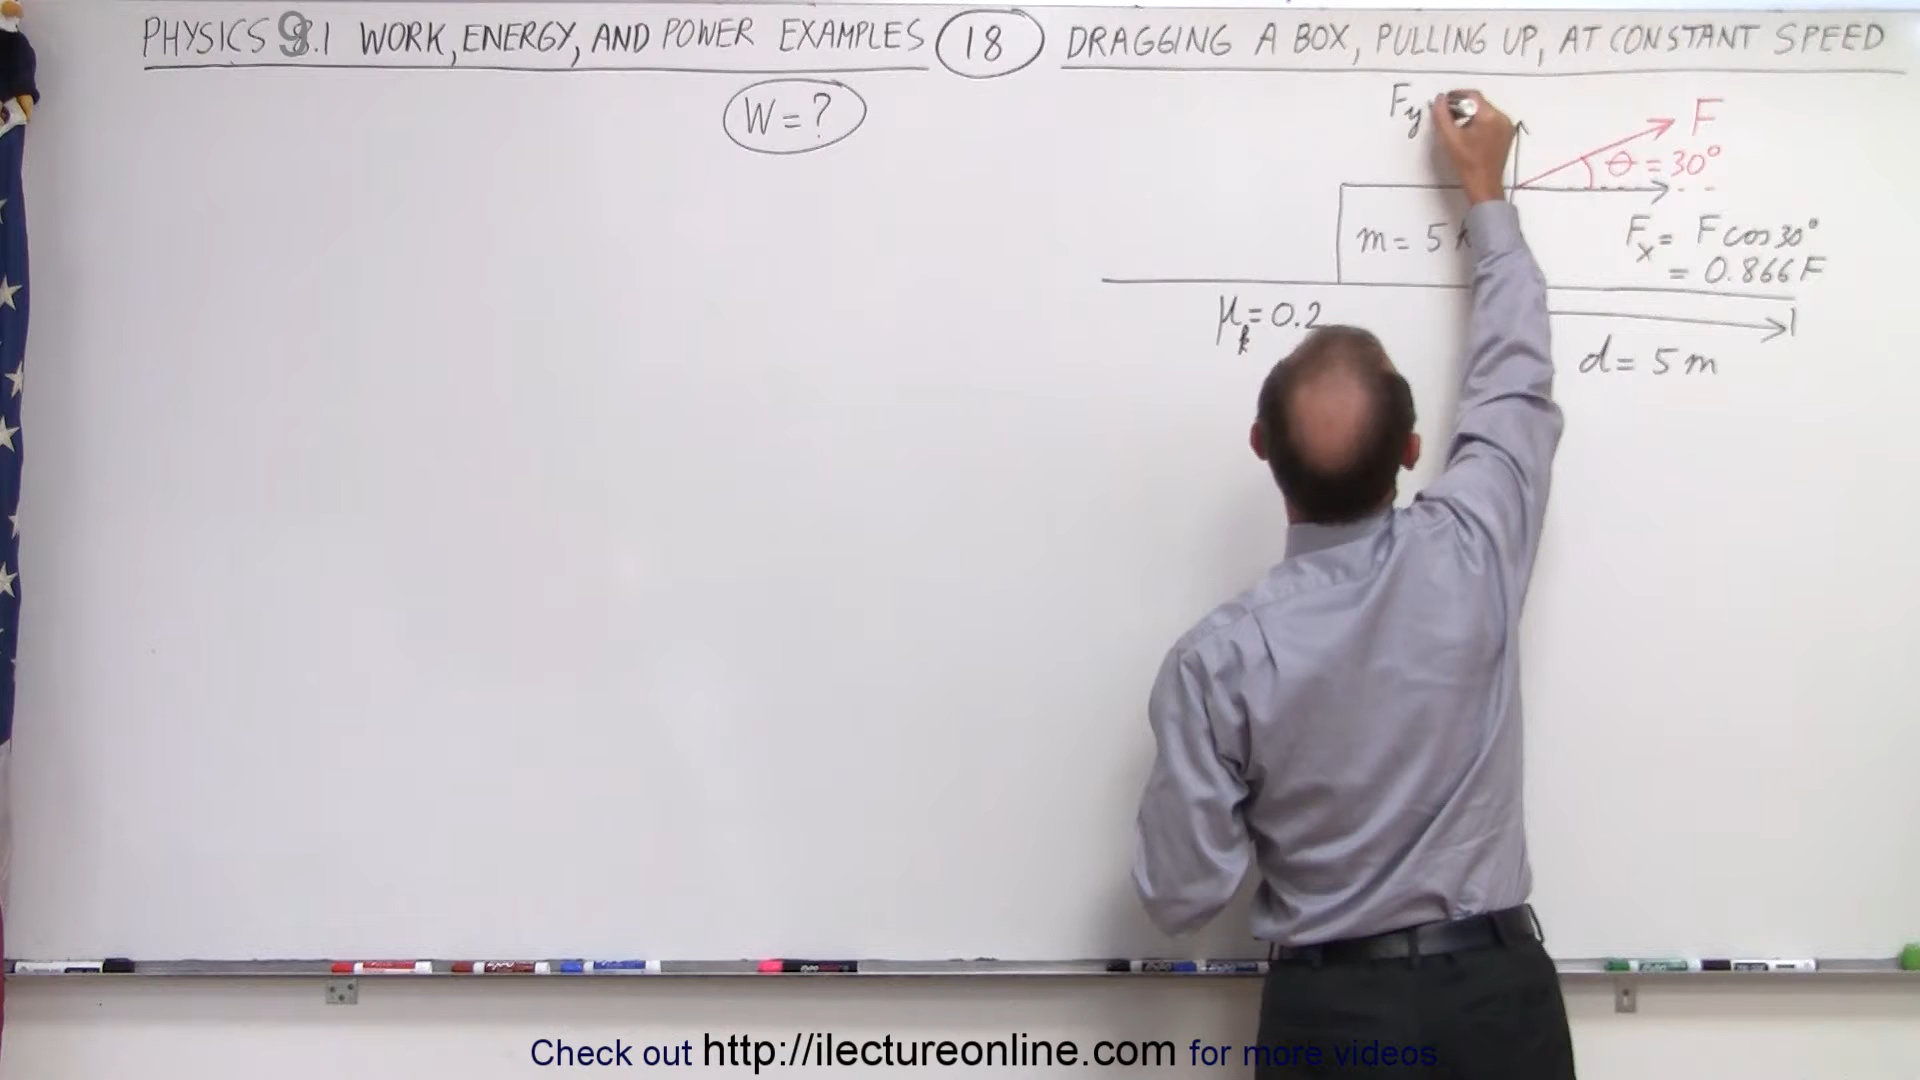 PHYSICS 8.1 WORK, ENERGY, AND POWER EXAMPLES 18 DRAGGING A BOX, PULLING UP, AT CONSTANT SPEED
W = ?
Fy
F
θ = 30°
m = 5
Fx = F cos 30°
= 0.866 F
μk = 0.2
d = 5 m
Check out http://ilectureonline.com for more videos